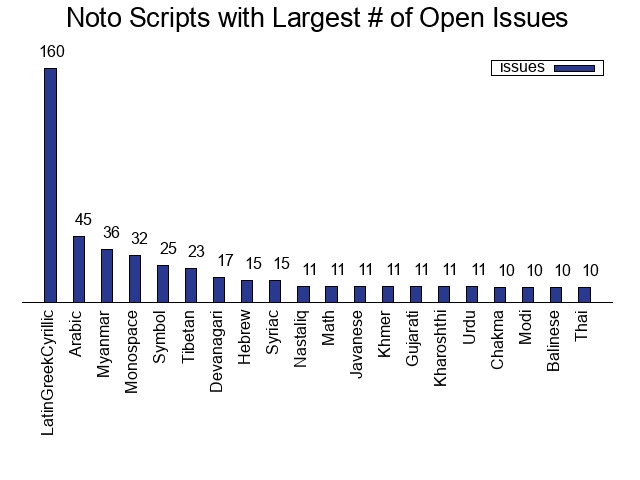 Noto Scripts with Largest # of Open Issues
issues
160
45
36
32
25
23
17
15
15
11
11
11
11
11
11
11
10
10
10
10
LatinGreekCyrillic
Arabic
Myanmar
Monospace
Symbol
Tibetan
Devanagari
Hebrew
Syriac
Nastaliq
Math
Javanese
Khmer
Gujarati
Kharoshthi
Urdu
Chakma
Modi
Balinese
Thai